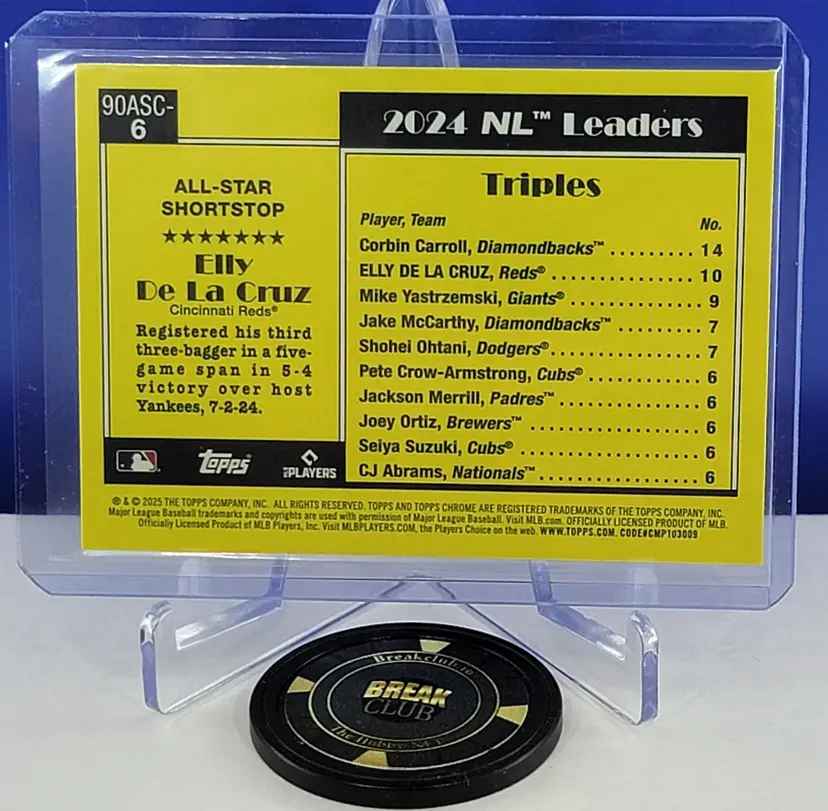 90ASC-
6
2024 NL™ Leaders
ALL-STAR
SHORTSTOP
★★★★★★★
Elly
De La Cruz
Cincinnati Reds®
Registered his third
three-bagger in a five-
game span in 5-4
victory over host
Yankees, 7-2-24.
Triples
Player, Team No.
Corbin Carroll, Diamondbacks™ ......... 14
ELLY DE LA CRUZ, Reds® ................ 10
Mike Yastrzemski, Giants® ............... 9
Jake McCarthy, Diamondbacks™ ........ 7
Shohei Ohtani, Dodgers® ................. 7
Pete Crow-Armstrong, Cubs® ............ 6
Jackson Merrill, Padres™ ................ 6
Joey Ortiz, Brewers™ .................... 6
Seiya Suzuki, Cubs® ..................... 6
CJ Abrams, Nationals™ ................... 6
Topps
MLB PLAYERS
® & © 2025 THE TOPPS COMPANY, INC. ALL RIGHTS RESERVED. TOPPS AND TOPPS CHROME ARE REGISTERED TRADEMARKS OF THE TOPPS COMPANY, INC.
Major League Baseball trademarks and copyrights are used with permission of Major League Baseball. Visit MLB.com. OFFICIALLY LICENSED PRODUCT OF MLB
Officially Licensed Product of MLB Players, Inc. Visit MLBPLAYERS.COM, the Players Choice on the web. WWW.TOPPS.COM. CODE#CMP103009
Breakclub.io
BREAK
CLUB
The Hobby.NET